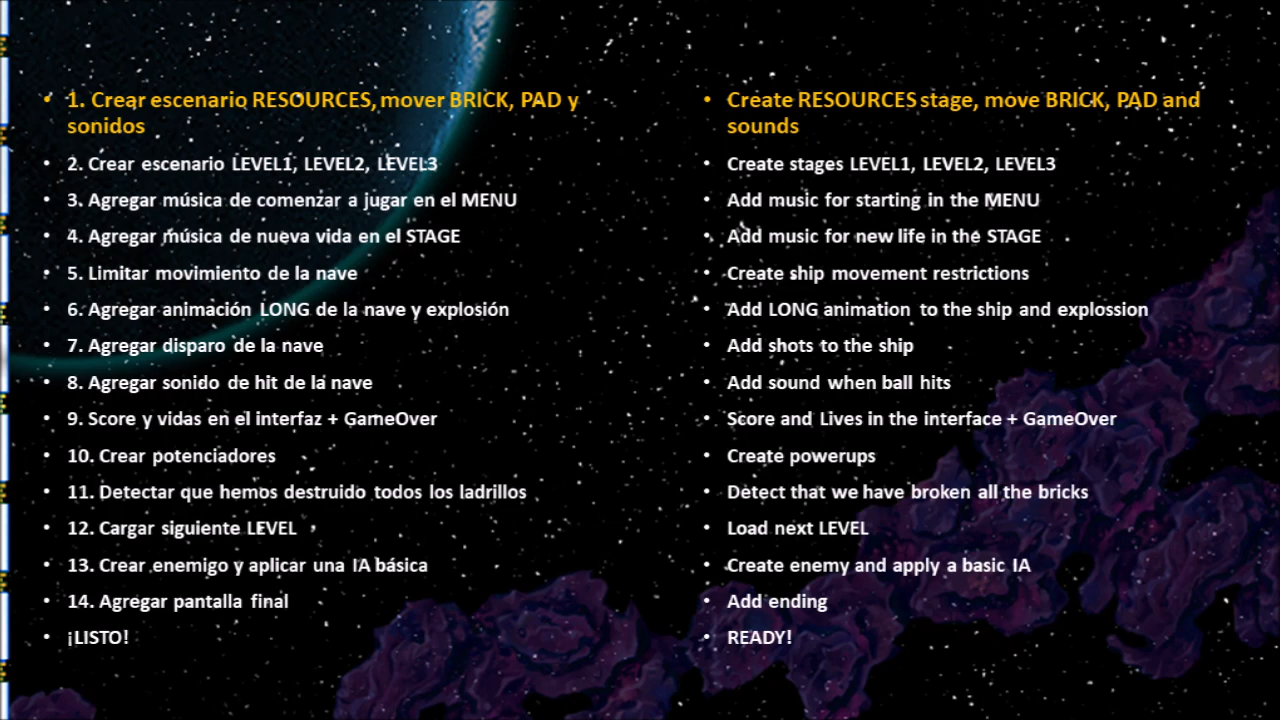 • 1. Crear escenario RESOURCES, mover BRICK, PAD y
sonidos
• 2. Crear escenario LEVEL1, LEVEL2, LEVEL3
• 3. Agregar música de comenzar a jugar en el MENU
• 4. Agregar música de nueva vida en el STAGE
• 5. Limitar movimiento de la nave
• 6. Agregar animación LONG de la nave y explosión
• 7. Agregar disparo de la nave
• 8. Agregar sonido de hit de la nave
• 9. Score y vidas en el interfaz + GameOver
• 10. Crear potenciadores
• 11. Detectar que hemos destruido todos los ladrillos
• 12. Cargar siguiente LEVEL
• 13. Crear enemigo y aplicar una IA básica
• 14. Agregar pantalla final
• ¡LISTO!
• Create RESOURCES stage, move BRICK, PAD and
sounds
• Create stages LEVEL1, LEVEL2, LEVEL3
• Add music for starting in the MENU
• Add music for new life in the STAGE
• Create ship movement restrictions
• Add LONG animation to the ship and explossion
• Add shots to the ship
• Add sound when ball hits
• Score and Lives in the interface + GameOver
• Create powerups
• Detect that we have broken all the bricks
• Load next LEVEL
• Create enemy and apply a basic IA
• Add ending
• READY!